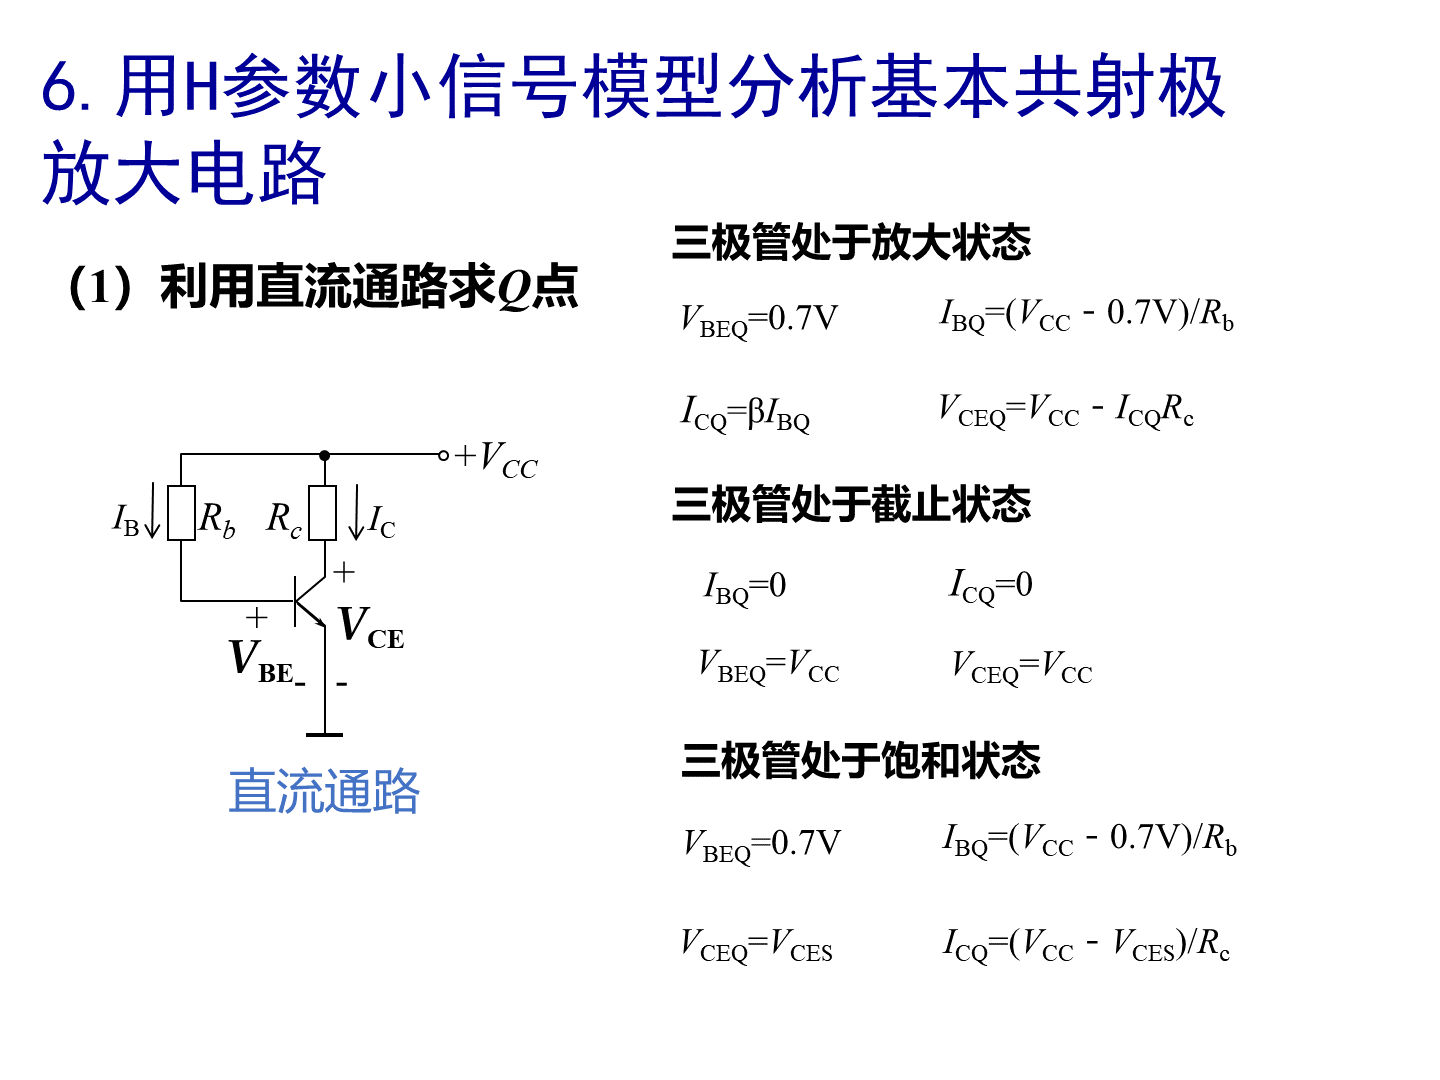 6.用H参数小信号模型分析基本共射极
放大电路
（1）利用直流通路求Q点
+VCC
IB
Rb
Rc
IC
+
VCE
+
VBE
-
-
直流通路
三极管处于放大状态
VBEQ=0.7V
IBQ=(VCC - 0.7V)/Rb
ICQ=βIBQ
VCEQ=VCC - ICQRc
三极管处于截止状态
IBQ=0
ICQ=0
VBEQ=VCC
VCEQ=VCC
三极管处于饱和状态
VBEQ=0.7V
IBQ=(VCC - 0.7V)/Rb
VCEQ=VCES
ICQ=(VCC - VCES)/Rc